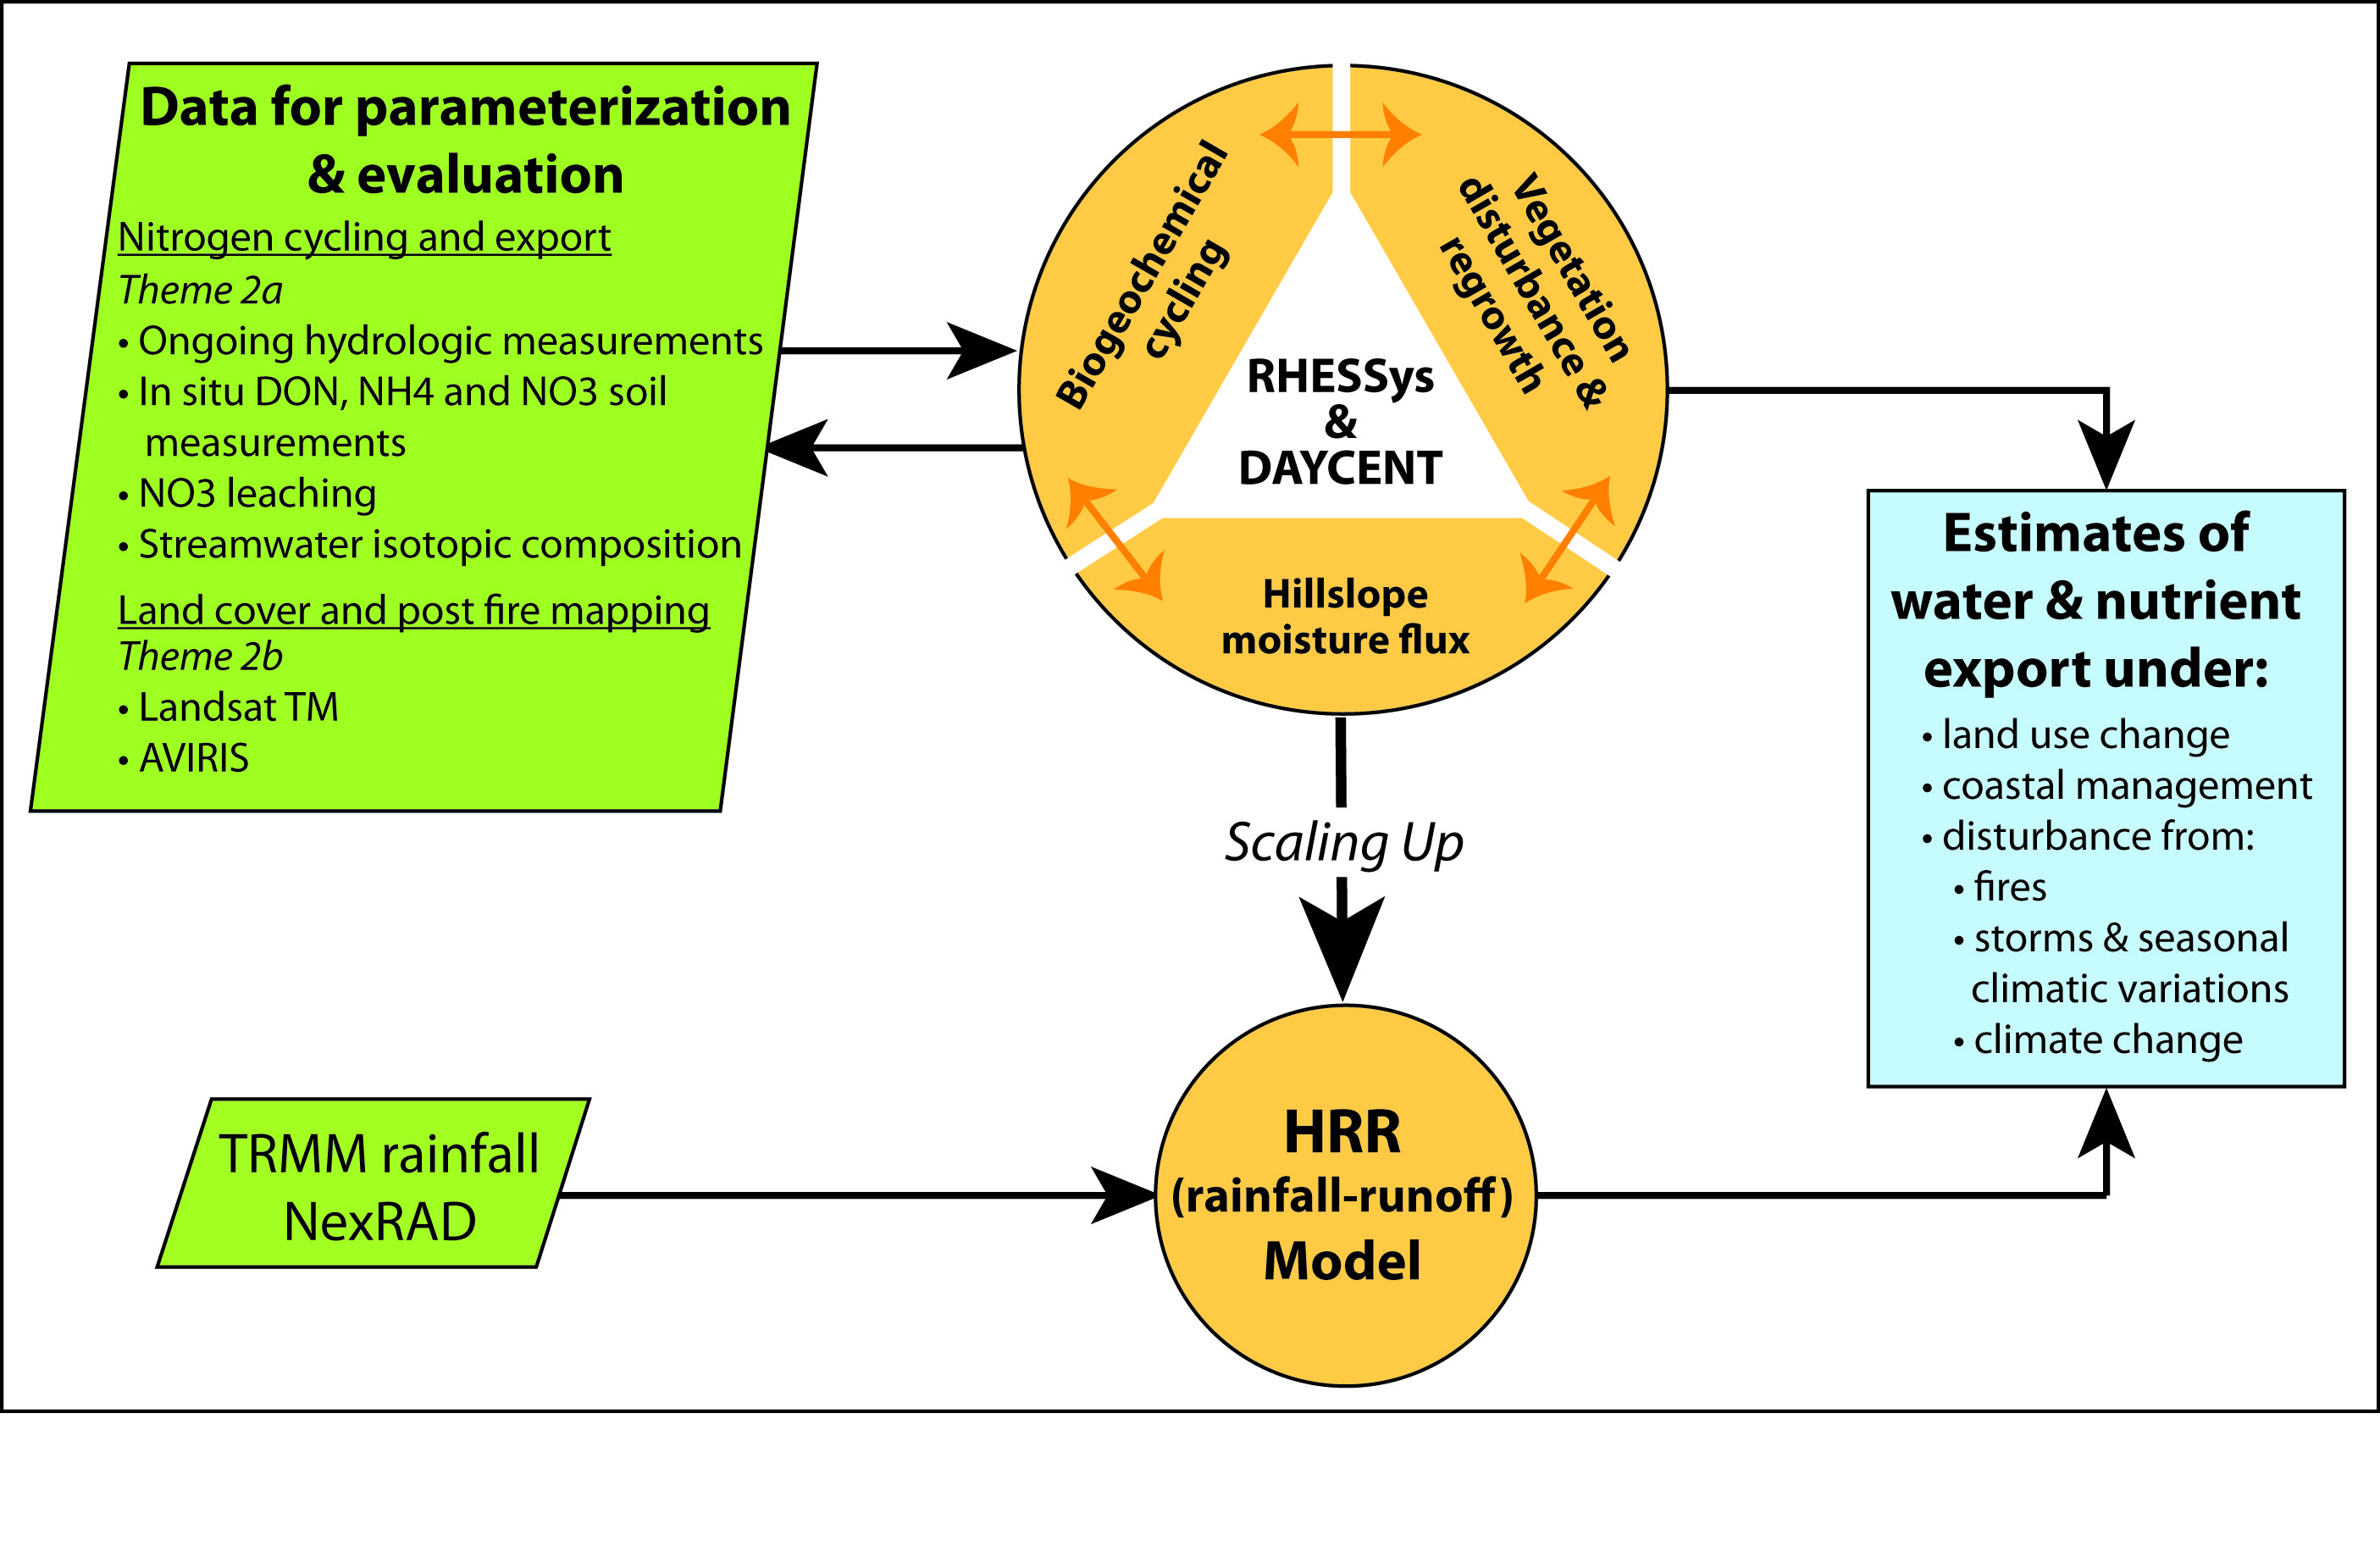 Data for parameterization
& evaluation
Nitrogen cycling and export
Theme 2a
• Ongoing hydrologic measurements
• In situ DON, NH4 and NO3 soil
measurements
• NO3 leaching
• Streamwater isotopic composition
Land cover and post fire mapping
Theme 2b
• Landsat TM
• AVIRIS
Biogeochemical
cycling
Vegetation
disturbance &
regrowth
RHESSys
&
DAYCENT
Hillslope
moisture flux
Scaling Up
Estimates of
water & nutrient
export under:
• land use change
• coastal management
• disturbance from:
• fires
• storms & seasonal
climatic variations
• climate change
TRMM rainfall
NexRAD
HRR
(rainfall-runoff)
Model